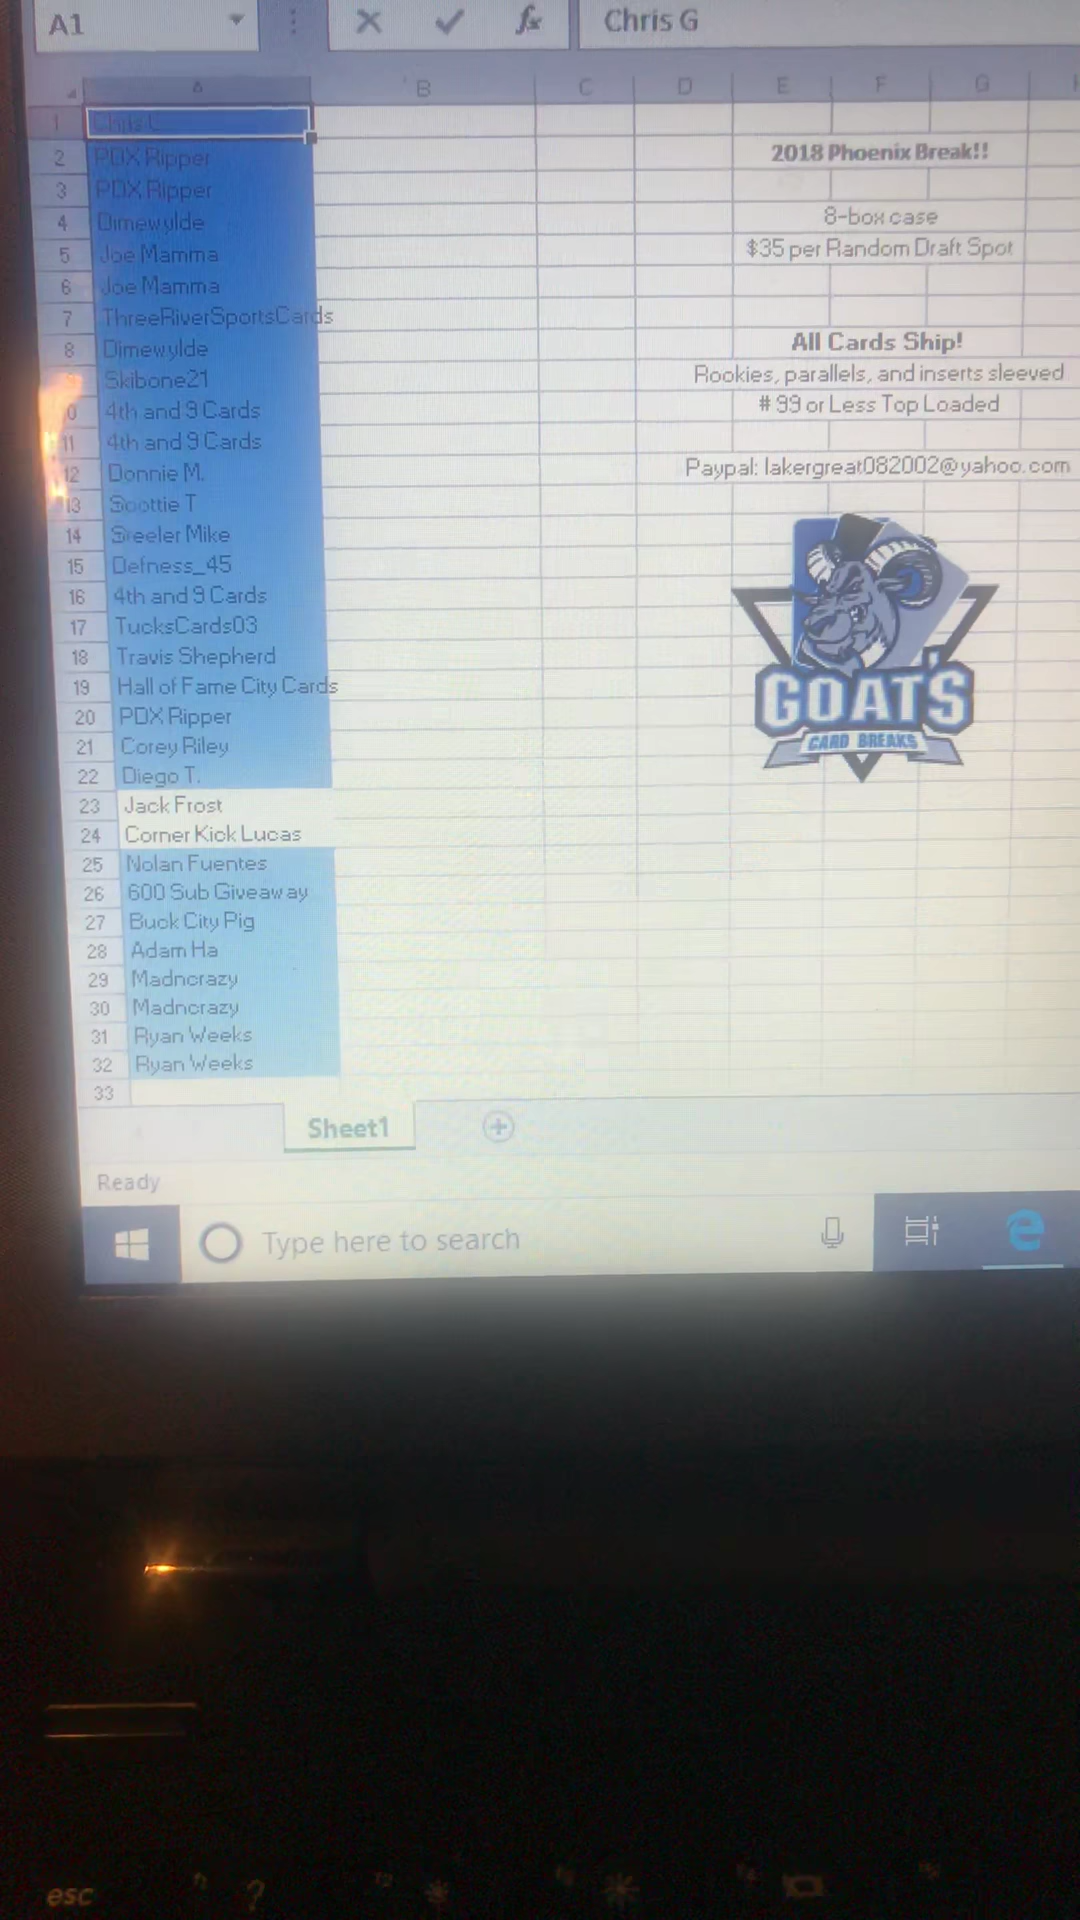 A1 fx Chris G
A B C D E F G
1 Chris G
2 PDX Ripper
2018 Phoenix Break!!
3 PDX Ripper
4 Dimewylde
8-box case
5 Joe Mamma
$35 per Random Draft Spot
6 Joe Mamma
7 ThreeRiverSportsCards
8 Dimewylde
All Cards Ship!
Skibone21
Rookies, parallels, and inserts sleeved
0 4th and 9 Cards
# 99 or Less Top Loaded
11 4th and 9 Cards
12 Donnie M.
Paypal: lakergreat082002@yahoo.com
13 Scottie T
14 Steeler Mike
15 Defness_45
16 4th and 9 Cards
17 TucksCards03
18 Travis Shepherd
19 Hall of Fame City Cards
GOAT'S
20 PDX Ripper
21 Corey Riley
CARD BREAKS
22 Diego T.
23 Jack Frost
24 Corner Kick Lucas
25 Nolan Fuentes
26 600 Sub Giveaway
27 Buck City Pig
28 Adam Ha
29 Madncrazy
30 Madncrazy
31 Ryan Weeks
32 Ryan Weeks
33
Sheet1
Ready
Type here to search
esc ?